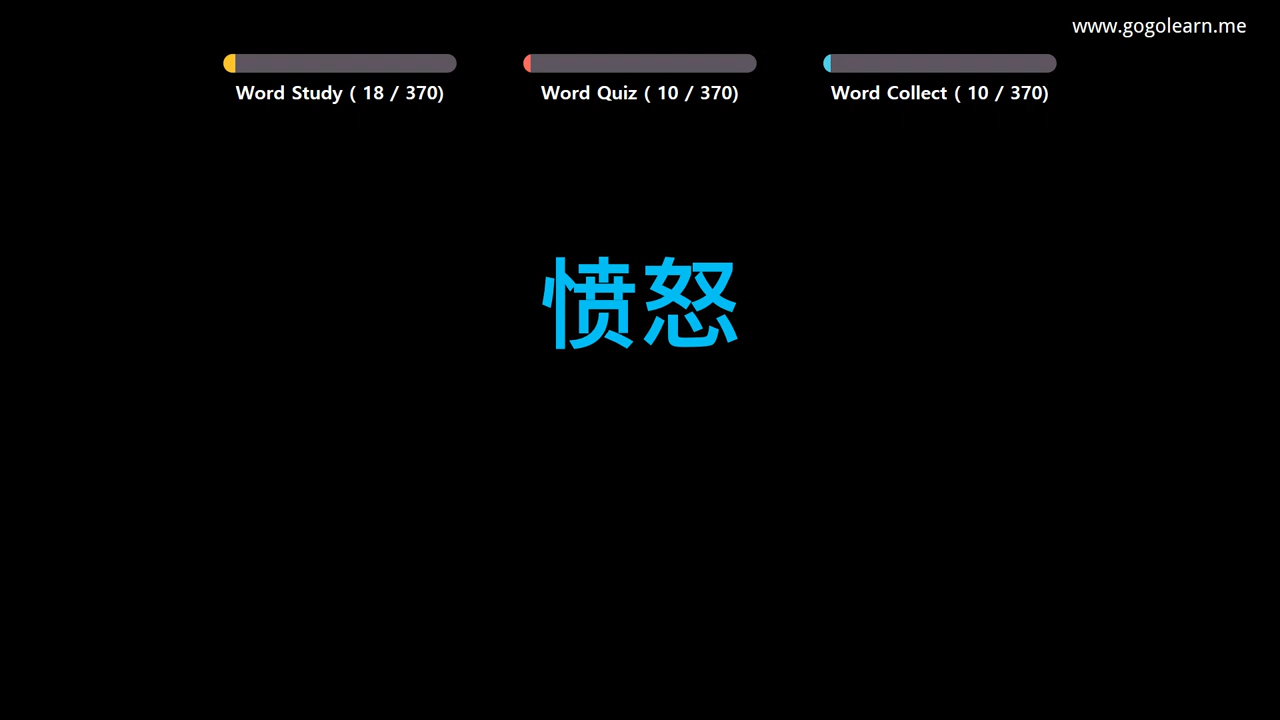 www.gogolearn.me
Word Study ( 18 / 370)
Word Quiz ( 10 / 370)
Word Collect ( 10 / 370)
愤怒